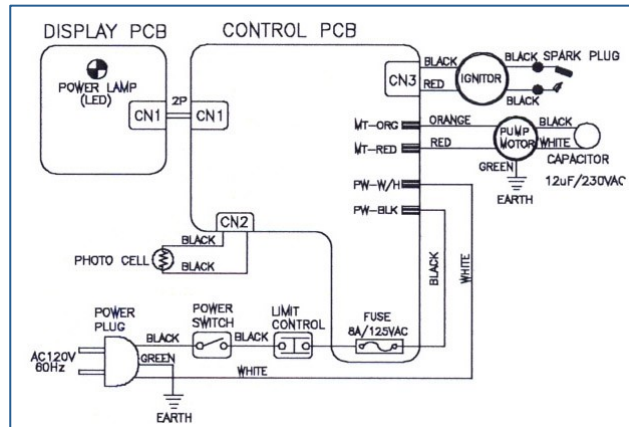 DISPLAY PCB
CONTROL PCB
POWER LAMP
(LED)
CN1
2P
CN1
CN3
BLACK
RED
IGNITOR
BLACK
SPARK PLUG
BLACK
MT-ORG
ORANGE
MT-RED
RED
PUMP
MOTOR
BLACK
WHITE
CAPACITOR
12uF/230VAC
GREEN
EARTH
PW-W/H
PW-BLK
BLACK
WHITE
CN2
BLACK
PHOTO CELL
BLACK
POWER
PLUG
AC120V
60Hz
BLACK
POWER
SWITCH
BLACK
LIMIT
CONTROL
FUSE
8A/125VAC
GREEN
WHITE
EARTH